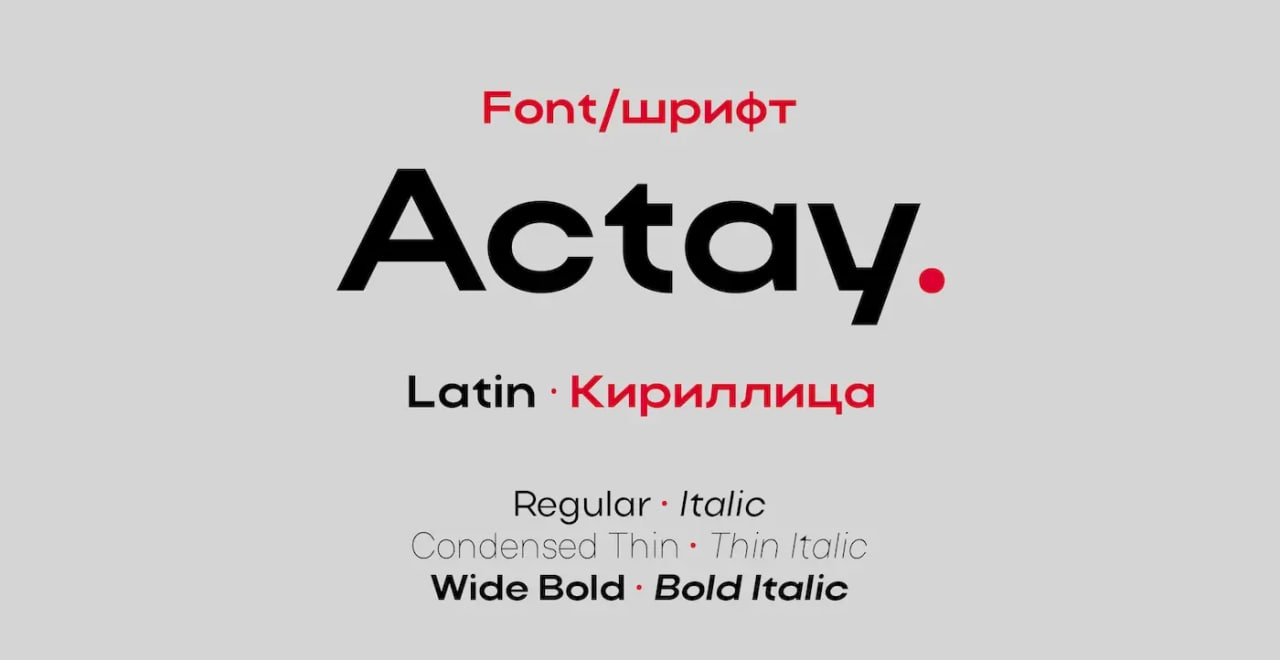 Font/шрифт
Actay.
Latin · Кириллица
Regular · Italic
Condensed Thin · Thin Italic
Wide Bold · Bold Italic